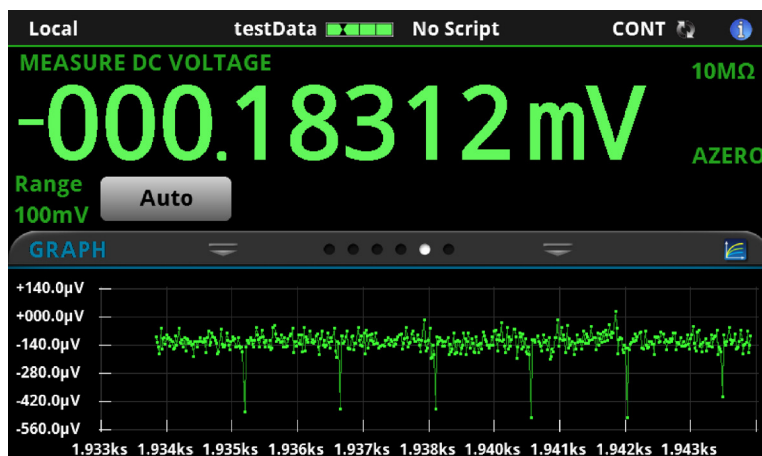 Local testData No Script CONT i
MEASURE DC VOLTAGE
10MΩ
-000.18312 mV
AZERO
Range
100mV
Auto
GRAPH
+140.0µV
+000.0µV
-140.0µV
-280.0µV
-420.0µV
-560.0µV
1.933ks 1.934ks 1.935ks 1.936ks 1.937ks 1.938ks 1.940ks 1.941ks 1.942ks 1.943ks